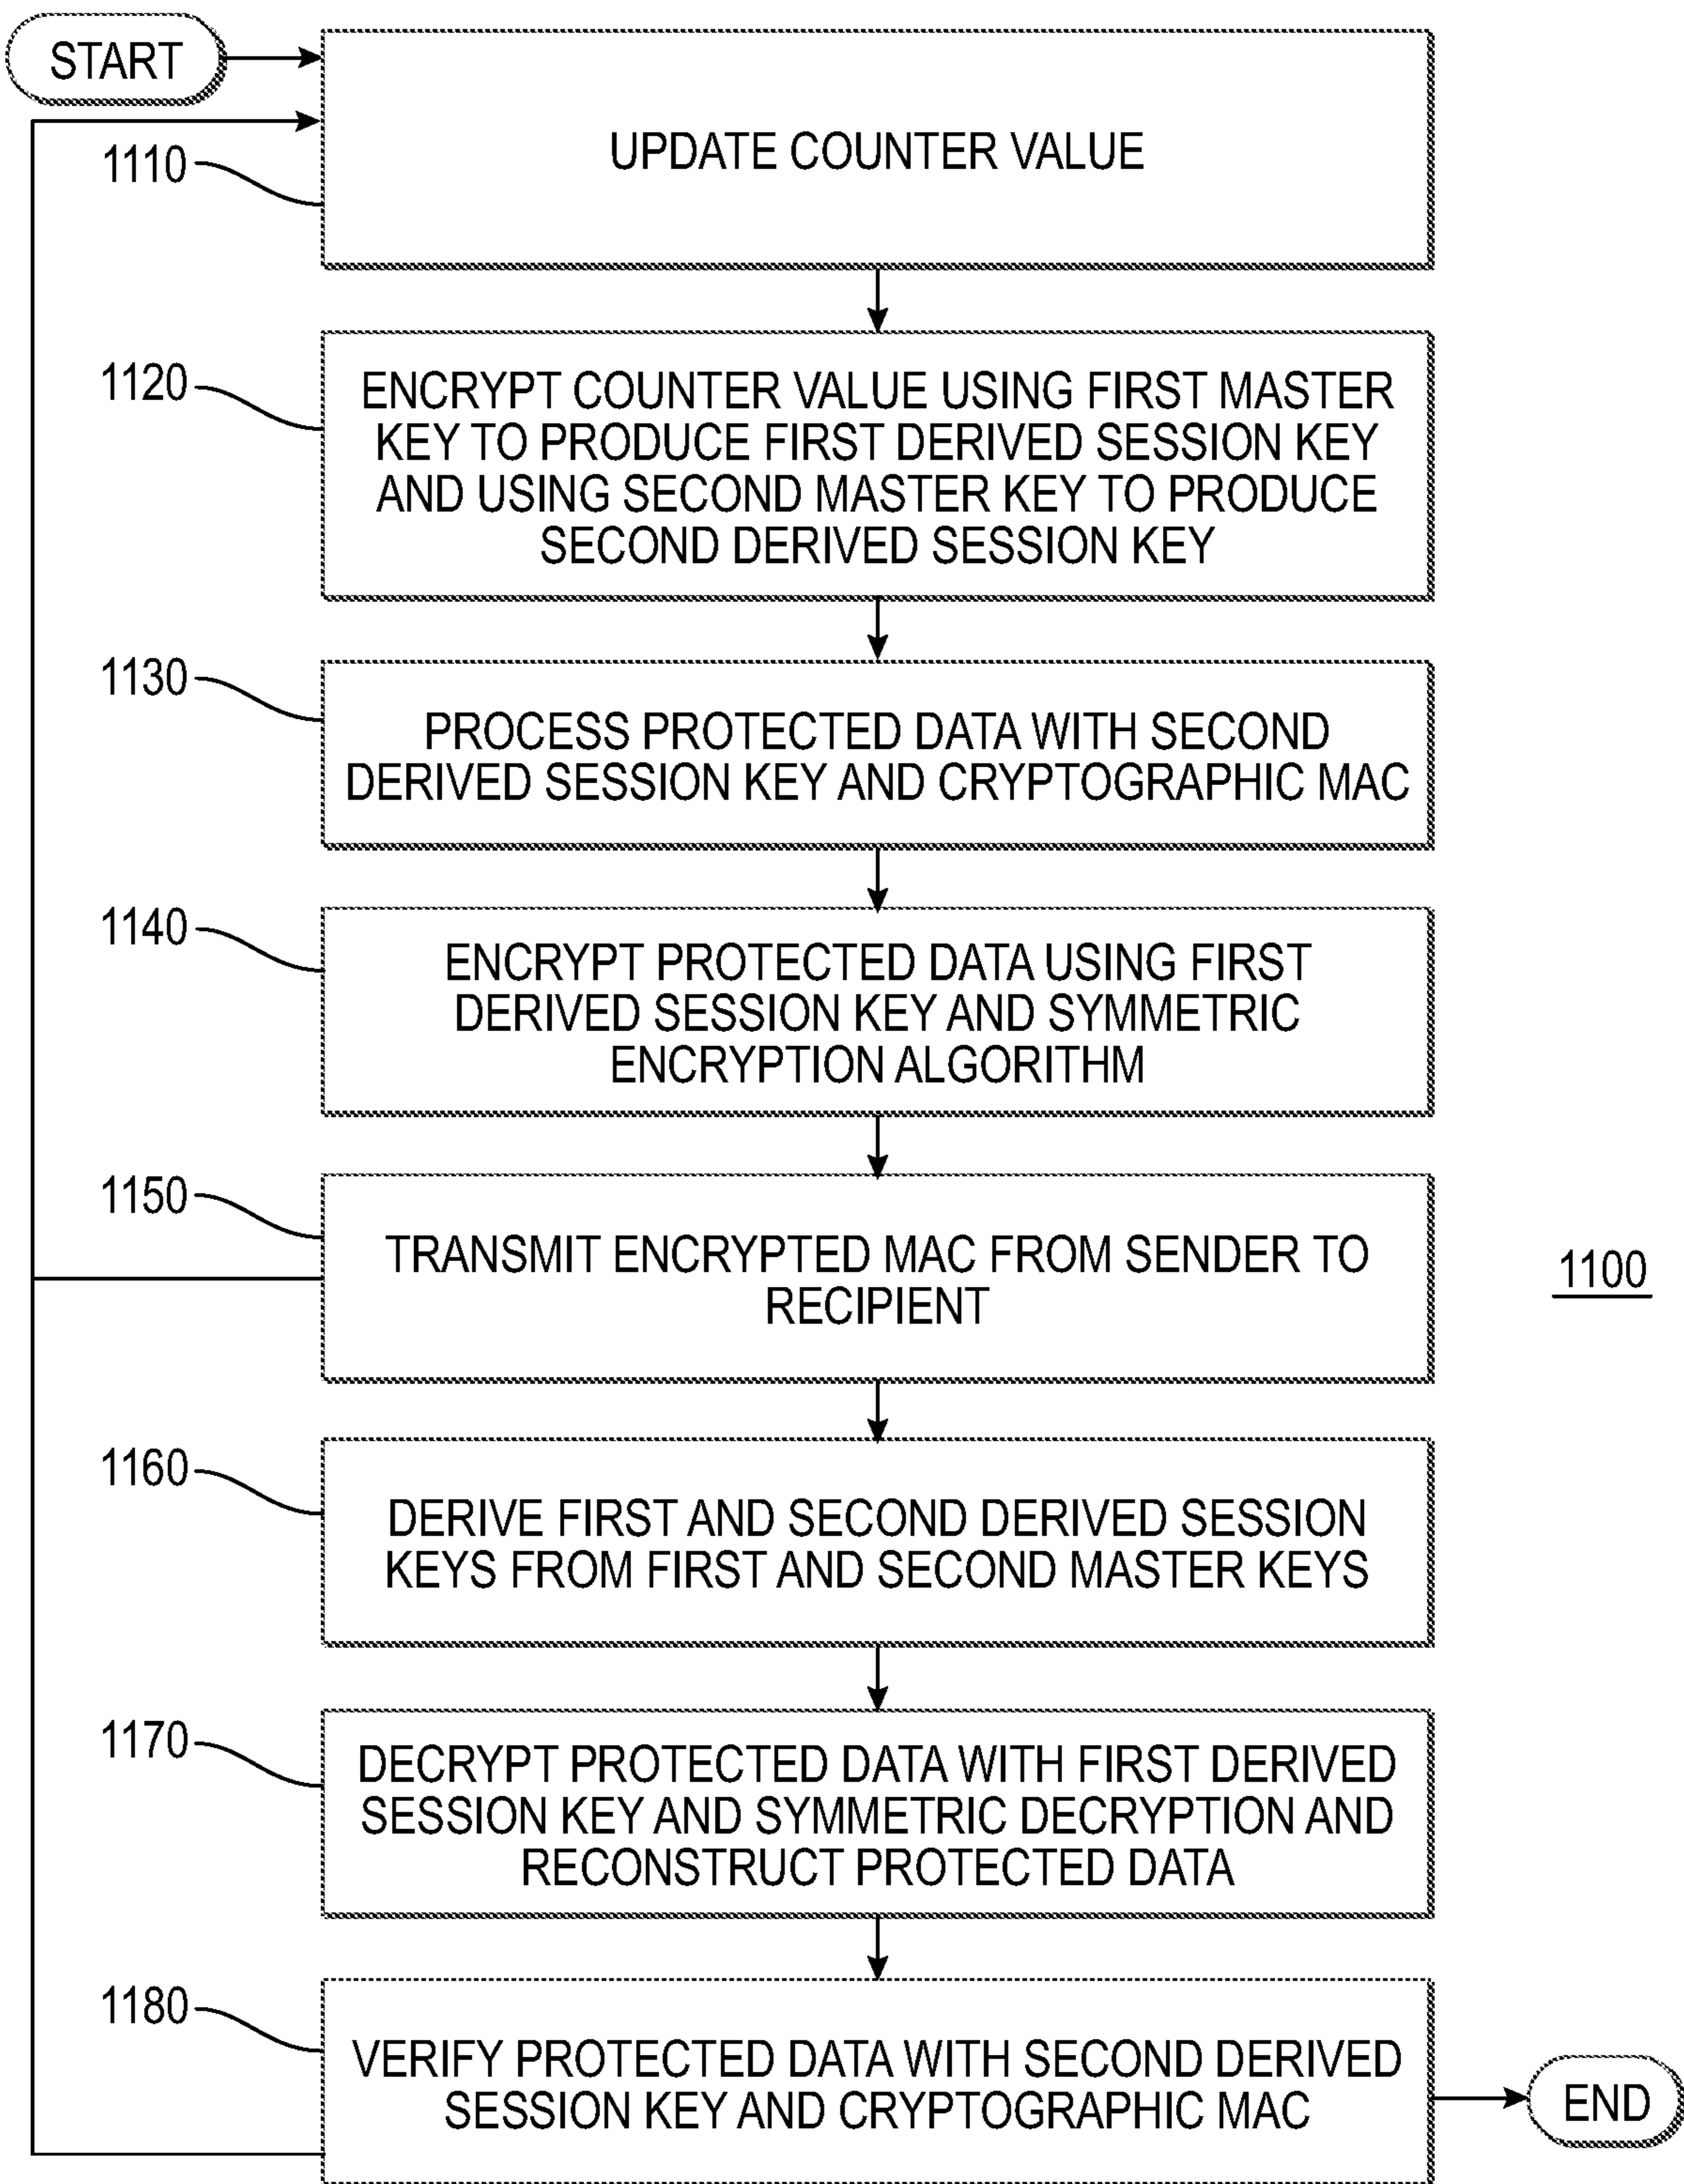 START
UPDATE COUNTER VALUE
1110
1120
ENCRYPT COUNTER VALUE USING FIRST MASTER
KEY TO PRODUCE FIRST DERIVED SESSION KEY
AND USING SECOND MASTER KEY TO PRODUCE
SECOND DERIVED SESSION KEY
1130
PROCESS PROTECTED DATA WITH SECOND
DERIVED SESSION KEY AND CRYPTOGRAPHIC MAC
1140
ENCRYPT PROTECTED DATA USING FIRST
DERIVED SESSION KEY AND SYMMETRIC
ENCRYPTION ALGORITHM
1150
TRANSMIT ENCRYPTED MAC FROM SENDER TO
RECIPIENT
1100
1160
DERIVE FIRST AND SECOND DERIVED SESSION
KEYS FROM FIRST AND SECOND MASTER KEYS
1170
DECRYPT PROTECTED DATA WITH FIRST DERIVED
SESSION KEY AND SYMMETRIC DECRYPTION AND
RECONSTRUCT PROTECTED DATA
1180
VERIFY PROTECTED DATA WITH SECOND DERIVED
SESSION KEY AND CRYPTOGRAPHIC MAC
END